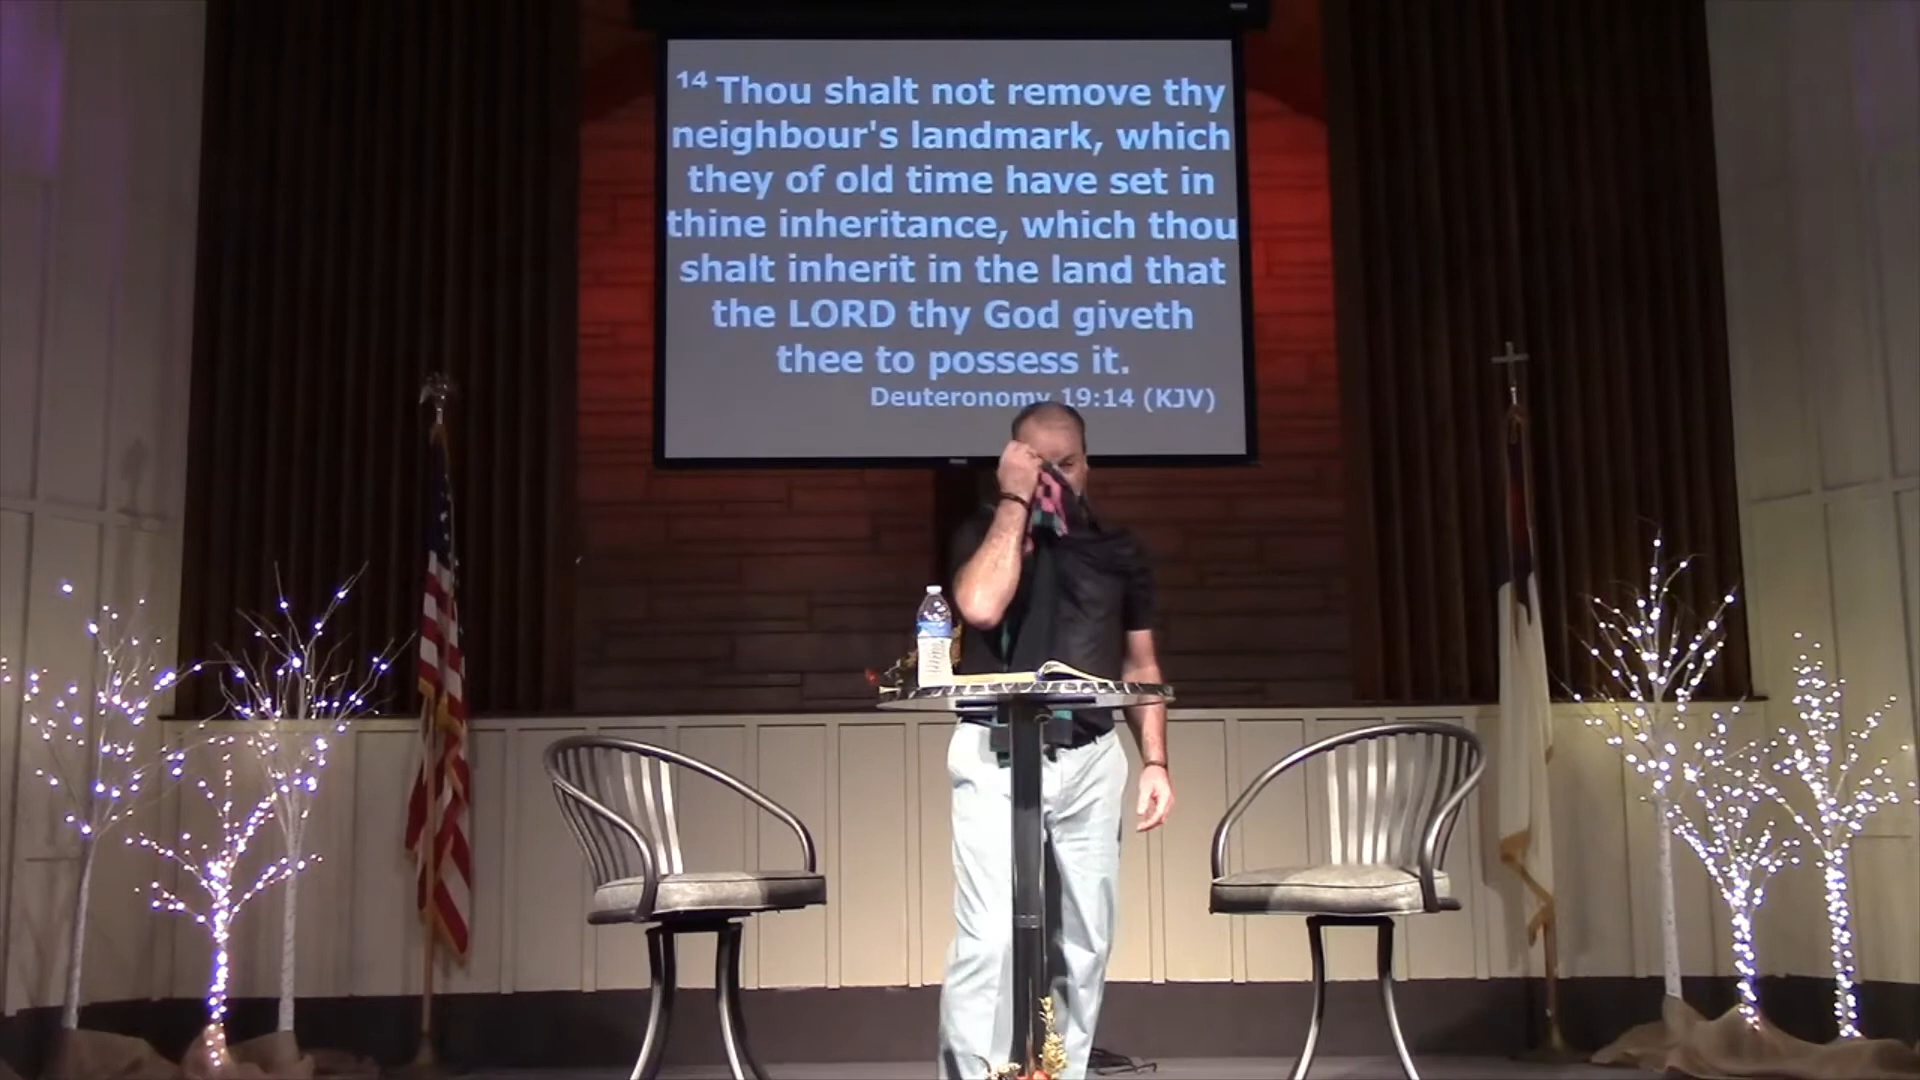 14 Thou shalt not remove thy
neighbour's landmark, which
they of old time have set in
thine inheritance, which thou
shalt inherit in the land that
the LORD thy God giveth
thee to possess it.
Deuteronomy 19:14 (KJV)